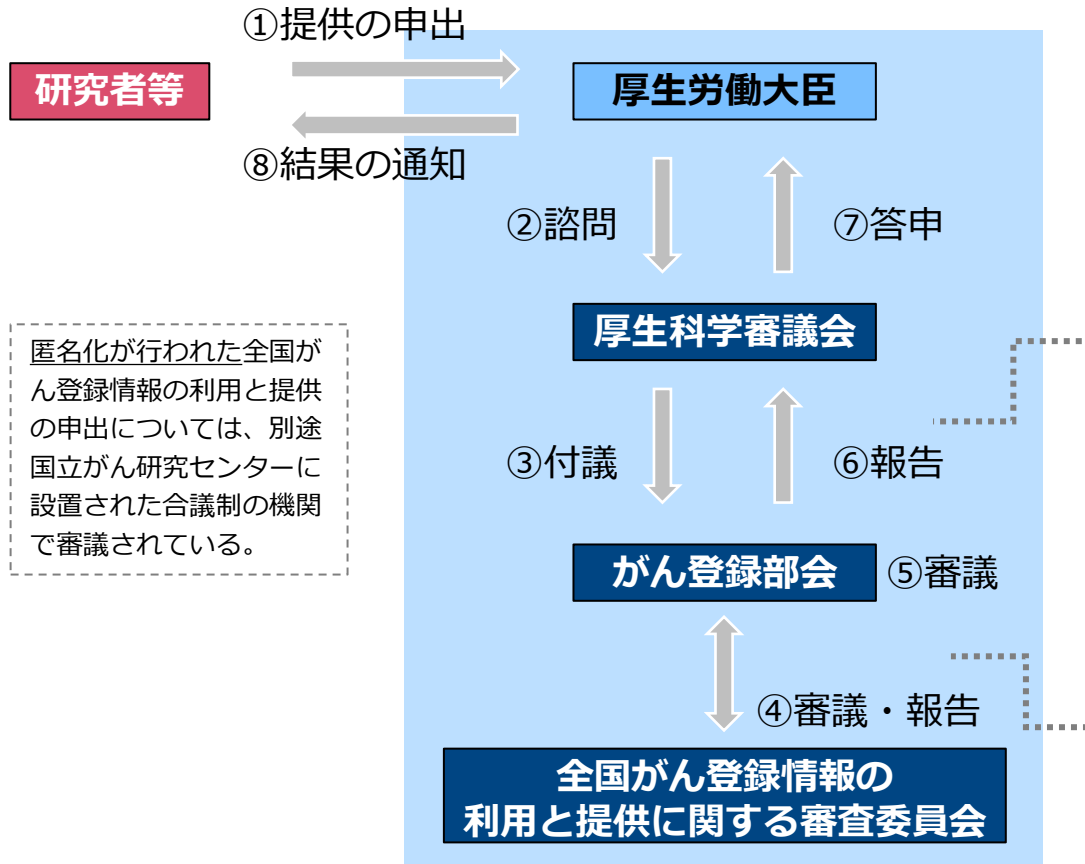 ①提供の申出
研究者等
厚生労働大臣
⑧結果の通知
②諮問
⑦答申
厚生科学審議会
匿名化が行われた全国が
ん登録情報の利用と提供
の申出については、別途
国立がん研究センターに
設置された合議制の機関
で審議されている。
③付議
⑥報告
がん登録部会
⑤審議
④審議・報告
全国がん登録情報の
利用と提供に関する審査委員会